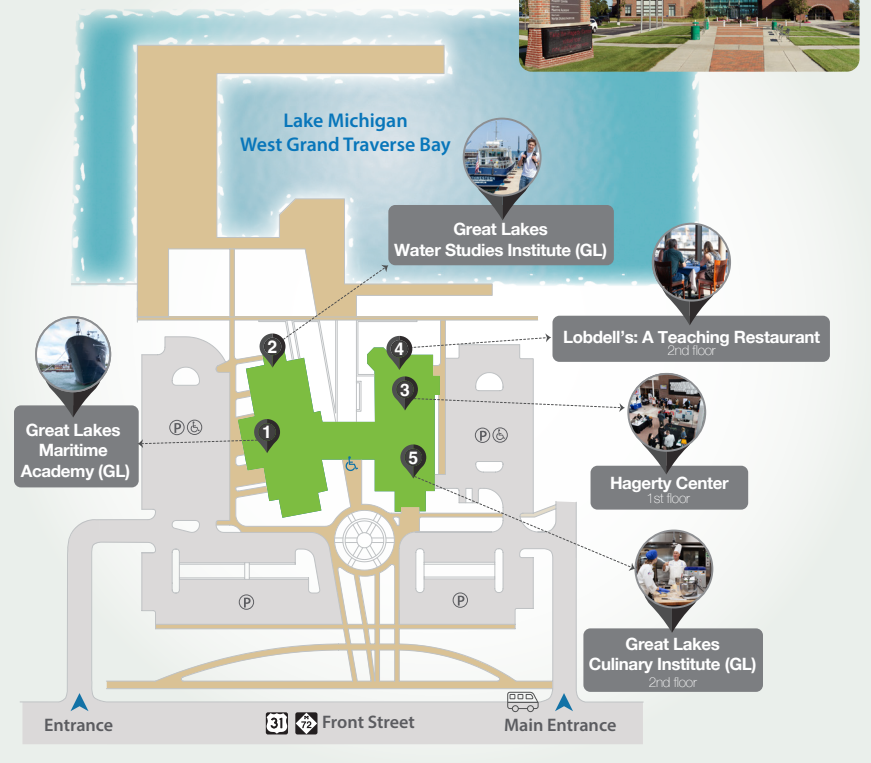 Lake Michigan
West Grand Traverse Bay
Great Lakes
Water Studies Institute (GL)
Lobdell's: A Teaching Restaurant
2nd floor
2
4
3
Great Lakes
Maritime
Academy (GL)
1
P
P
5
Hagerty Center
1st floor
P
P
Great Lakes
Culinary Institute (GL)
2nd floor
Entrance
31
M
72
Front Street
Main Entrance